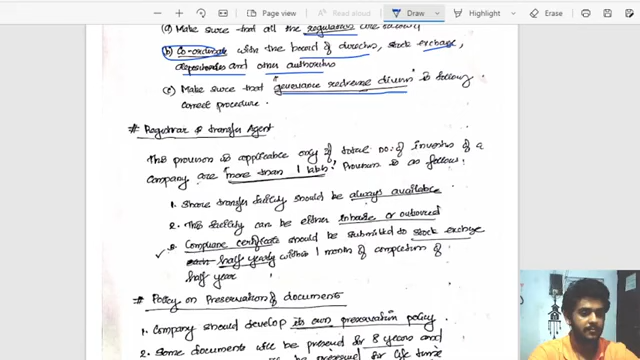 Page view
Read aloud
Draw
Highlight
Erase
(a) Make sure that all the regulations are
(b) Co-ordinate with the board of directors, stock exchange,
depositories and other authorities
(c) Make sure that "grievance redressal division" is following
correct procedure.
# Registrar & transfer Agent
This provision is applicable only if total no: of investors of a
company are "more than 1 lakh". Provision is as follow:
1. Share transfer facility should be always available
2. This facility can be either inhouse or outsourced
3. Compliance certificate should be submitted to stock exchange
half yearly within 1 month of completion of
half year
# Policy on Preservation of documents
1. Company should develop its own preservation policy
2. Some documents will be preserved for 8 years and
be preserved for life time